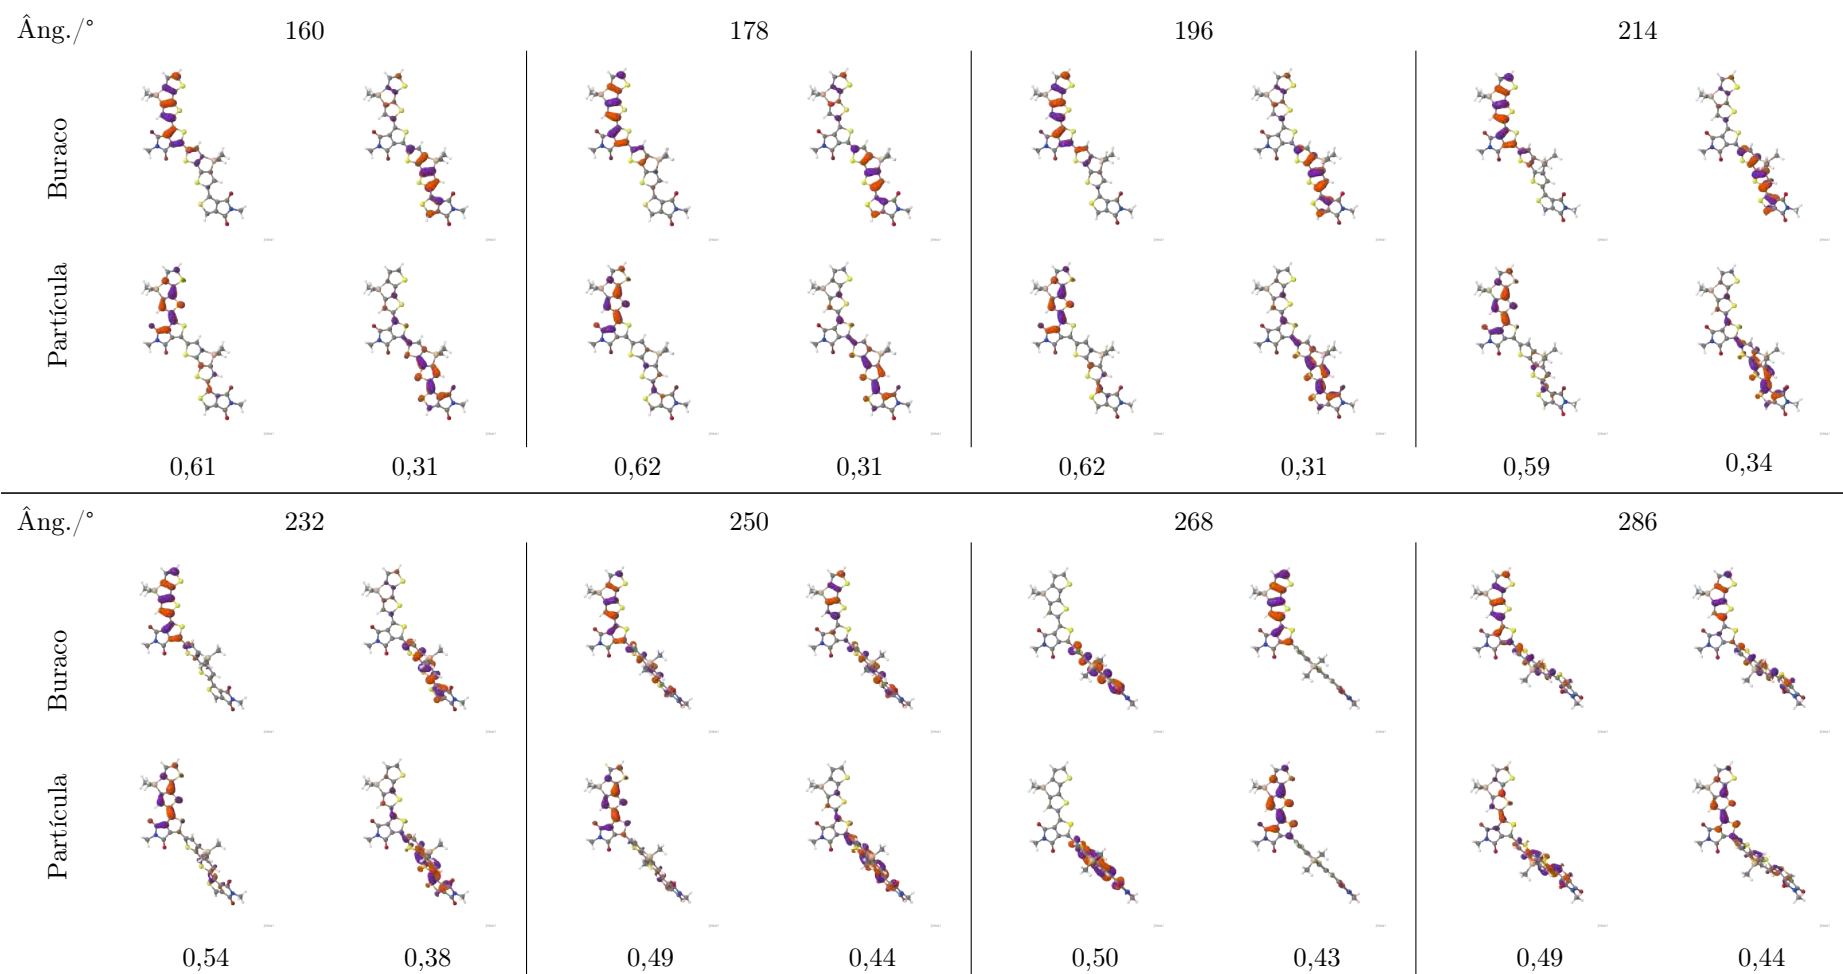 Âng./° 160 178 196 214
Buraco
Partícula
0,61 0,31 0,62 0,31 0,62 0,31 0,59 0,34
Âng./° 232 250 268 286
Buraco
Partícula
0,54 0,38 0,49 0,44 0,50 0,43 0,49 0,44